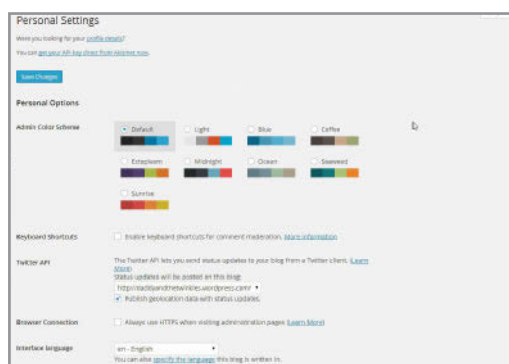 Personal Settings
Were you looking for your profile details?
You can get your API key direct from Akismet now.
Save Changes
Personal Options
Admin Color Scheme
Default
Light
Blue
Coffee
Ectoplasm
Midnight
Ocean
Seaweed
Sunrise
Keyboard Shortcuts
Enable keyboard shortcuts for comment moderation. More information
Twitter API
The Twitter API lets you send status updates to your blog from a Twitter client. (Learn
More)
Status updates will be posted on this blog:
Publish geolocation data with status updates.
Browser Connection
Always use HTTPS when visiting administration pages (Learn More)
Interface language
en - English
You can also specify the language this blog is written in.